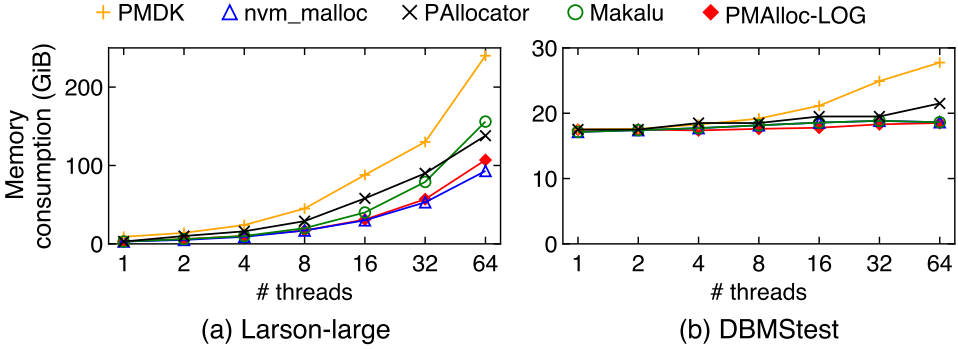 PMDK nvm_malloc PAllocator Makalu PMAlloc-LOG
Memory
consumption (GiB)
200
100
0
1 2 4 8 16 32 64
# threads
(a) Larson-large
30
20
10
0
1 2 4 8 16 32 64
# threads
(b) DBMStest